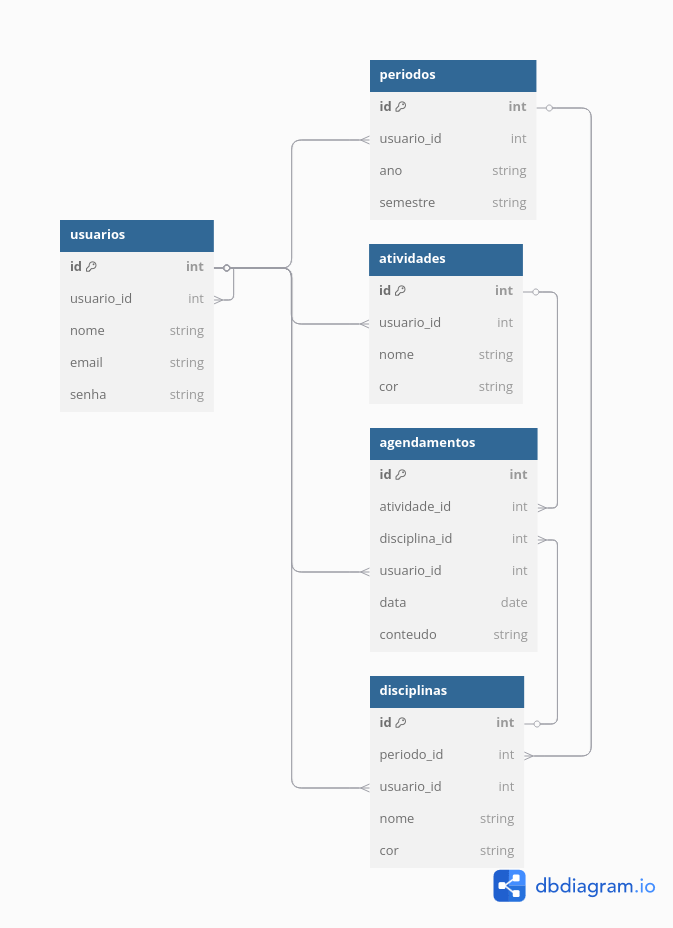 usuarios
id int
usuario_id int
nome string
email string
senha string
periodos
id int
usuario_id int
ano string
semestre string
atividades
id int
usuario_id int
nome string
cor string
agendamentos
id int
atividade_id int
disciplina_id int
usuario_id int
data date
conteudo string
disciplinas
id int
periodo_id int
usuario_id int
nome string
cor string
dbdiagram.io